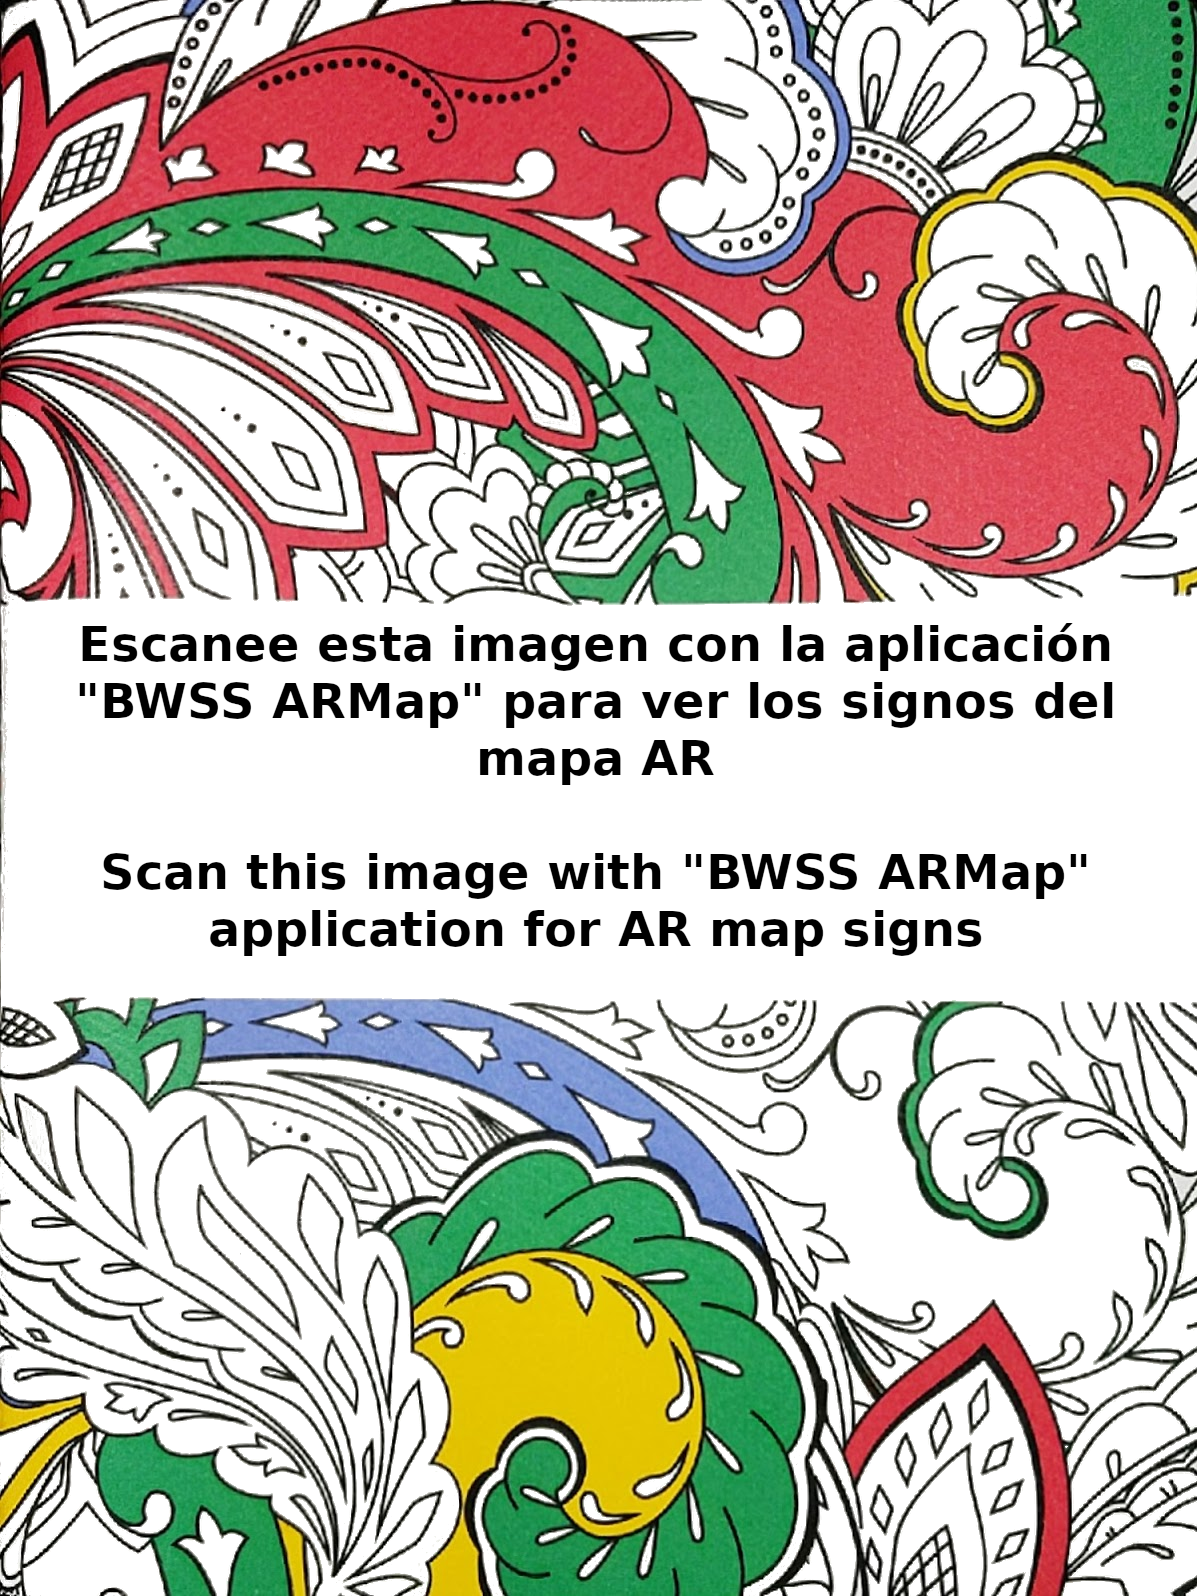 Escanee esta imagen con la aplicación
"BWSS ARMap" para ver los signos del
mapa AR
Scan this image with "BWSS ARMap"
application for AR map signs